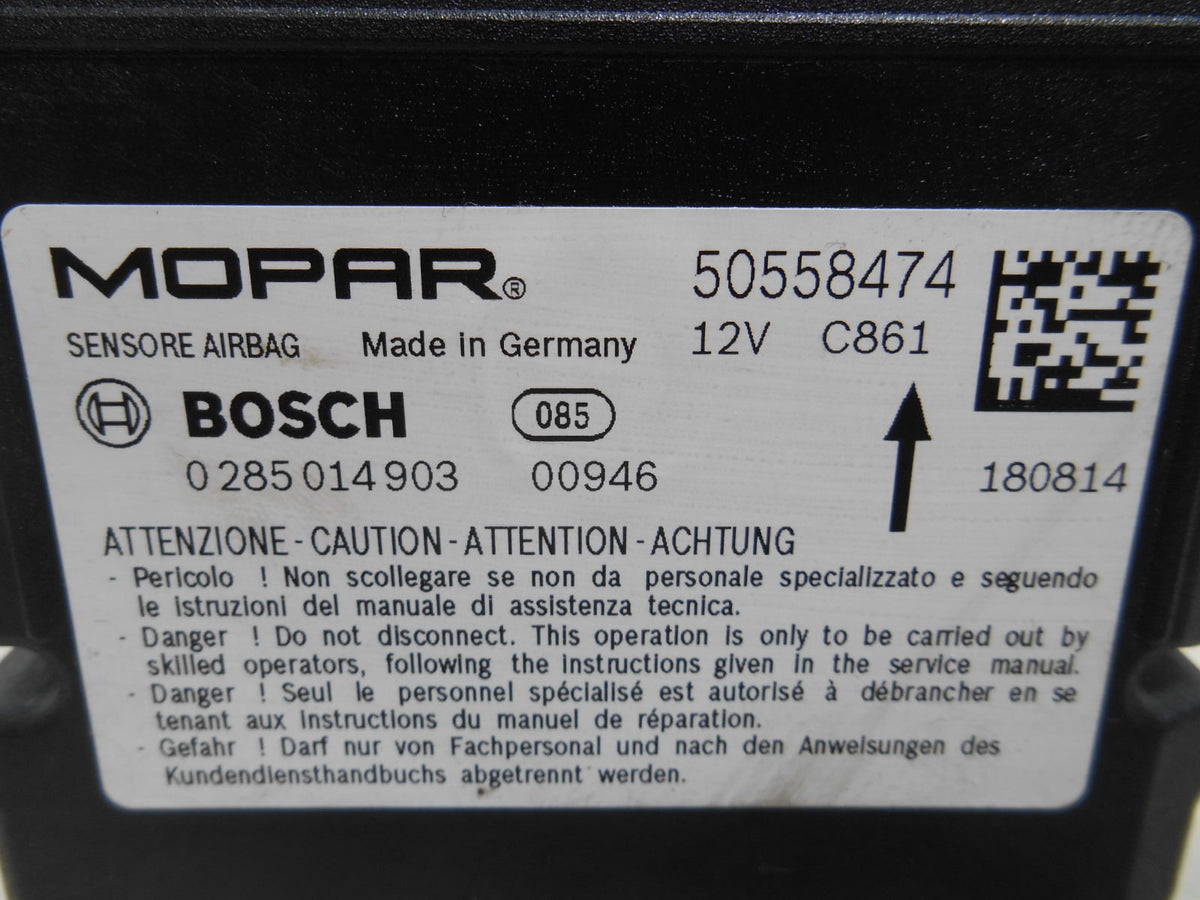 MOPAR® 50558474
SENSORE AIRBAG Made in Germany 12V C861
BOSCH 085
0 285 014 903 00946 180814
ATTENZIONE - CAUTION - ATTENTION - ACHTUNG
- Pericolo ! Non scollegare se non da personale specializzato e seguendo
le istruzioni del manuale di assistenza tecnica.
- Danger ! Do not disconnect. This operation is only to be carried out by
skilled operators, following the instructions given in the service manual.
- Danger ! Seul le personnel spécialisé est autorisé à débrancher en se
tenant aux instructions du manuel de réparation.
- Gefahr ! Darf nur von Fachpersonal und nach den Anweisungen des
Kundendiensthandbuchs abgetrennt werden.